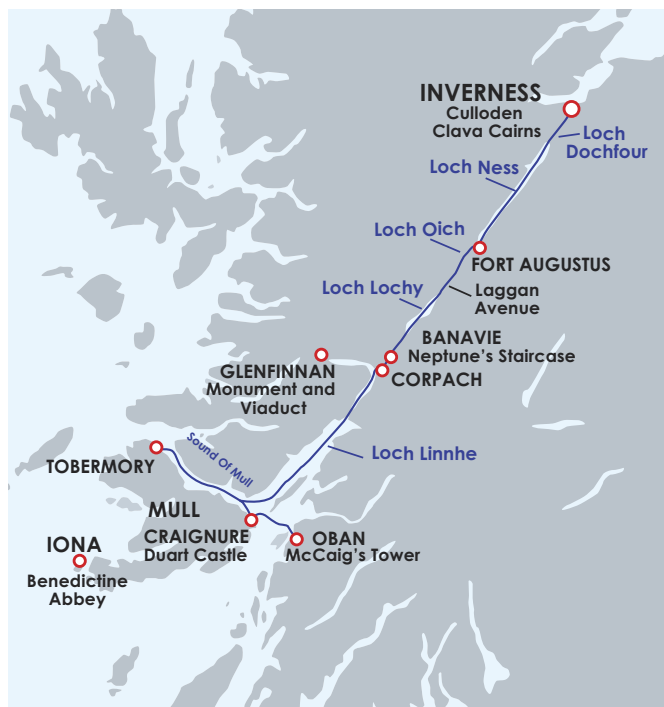 INVERNESS
Culloden
Clava Cairns
Loch
Dochfour
Loch Ness
Loch Oich
FORT AUGUSTUS
Loch Lochy
Laggan
Avenue
BANAVIE
Neptune's Staircase
GLENFINNAN
Monument and
Viaduct
CORPACH
Loch Linnhe
Sound Of Mull
TOBERMORY
MULL
CRAIGNURE
Duart Castle
OBAN
McCaig's Tower
IONA
Benedictine
Abbey